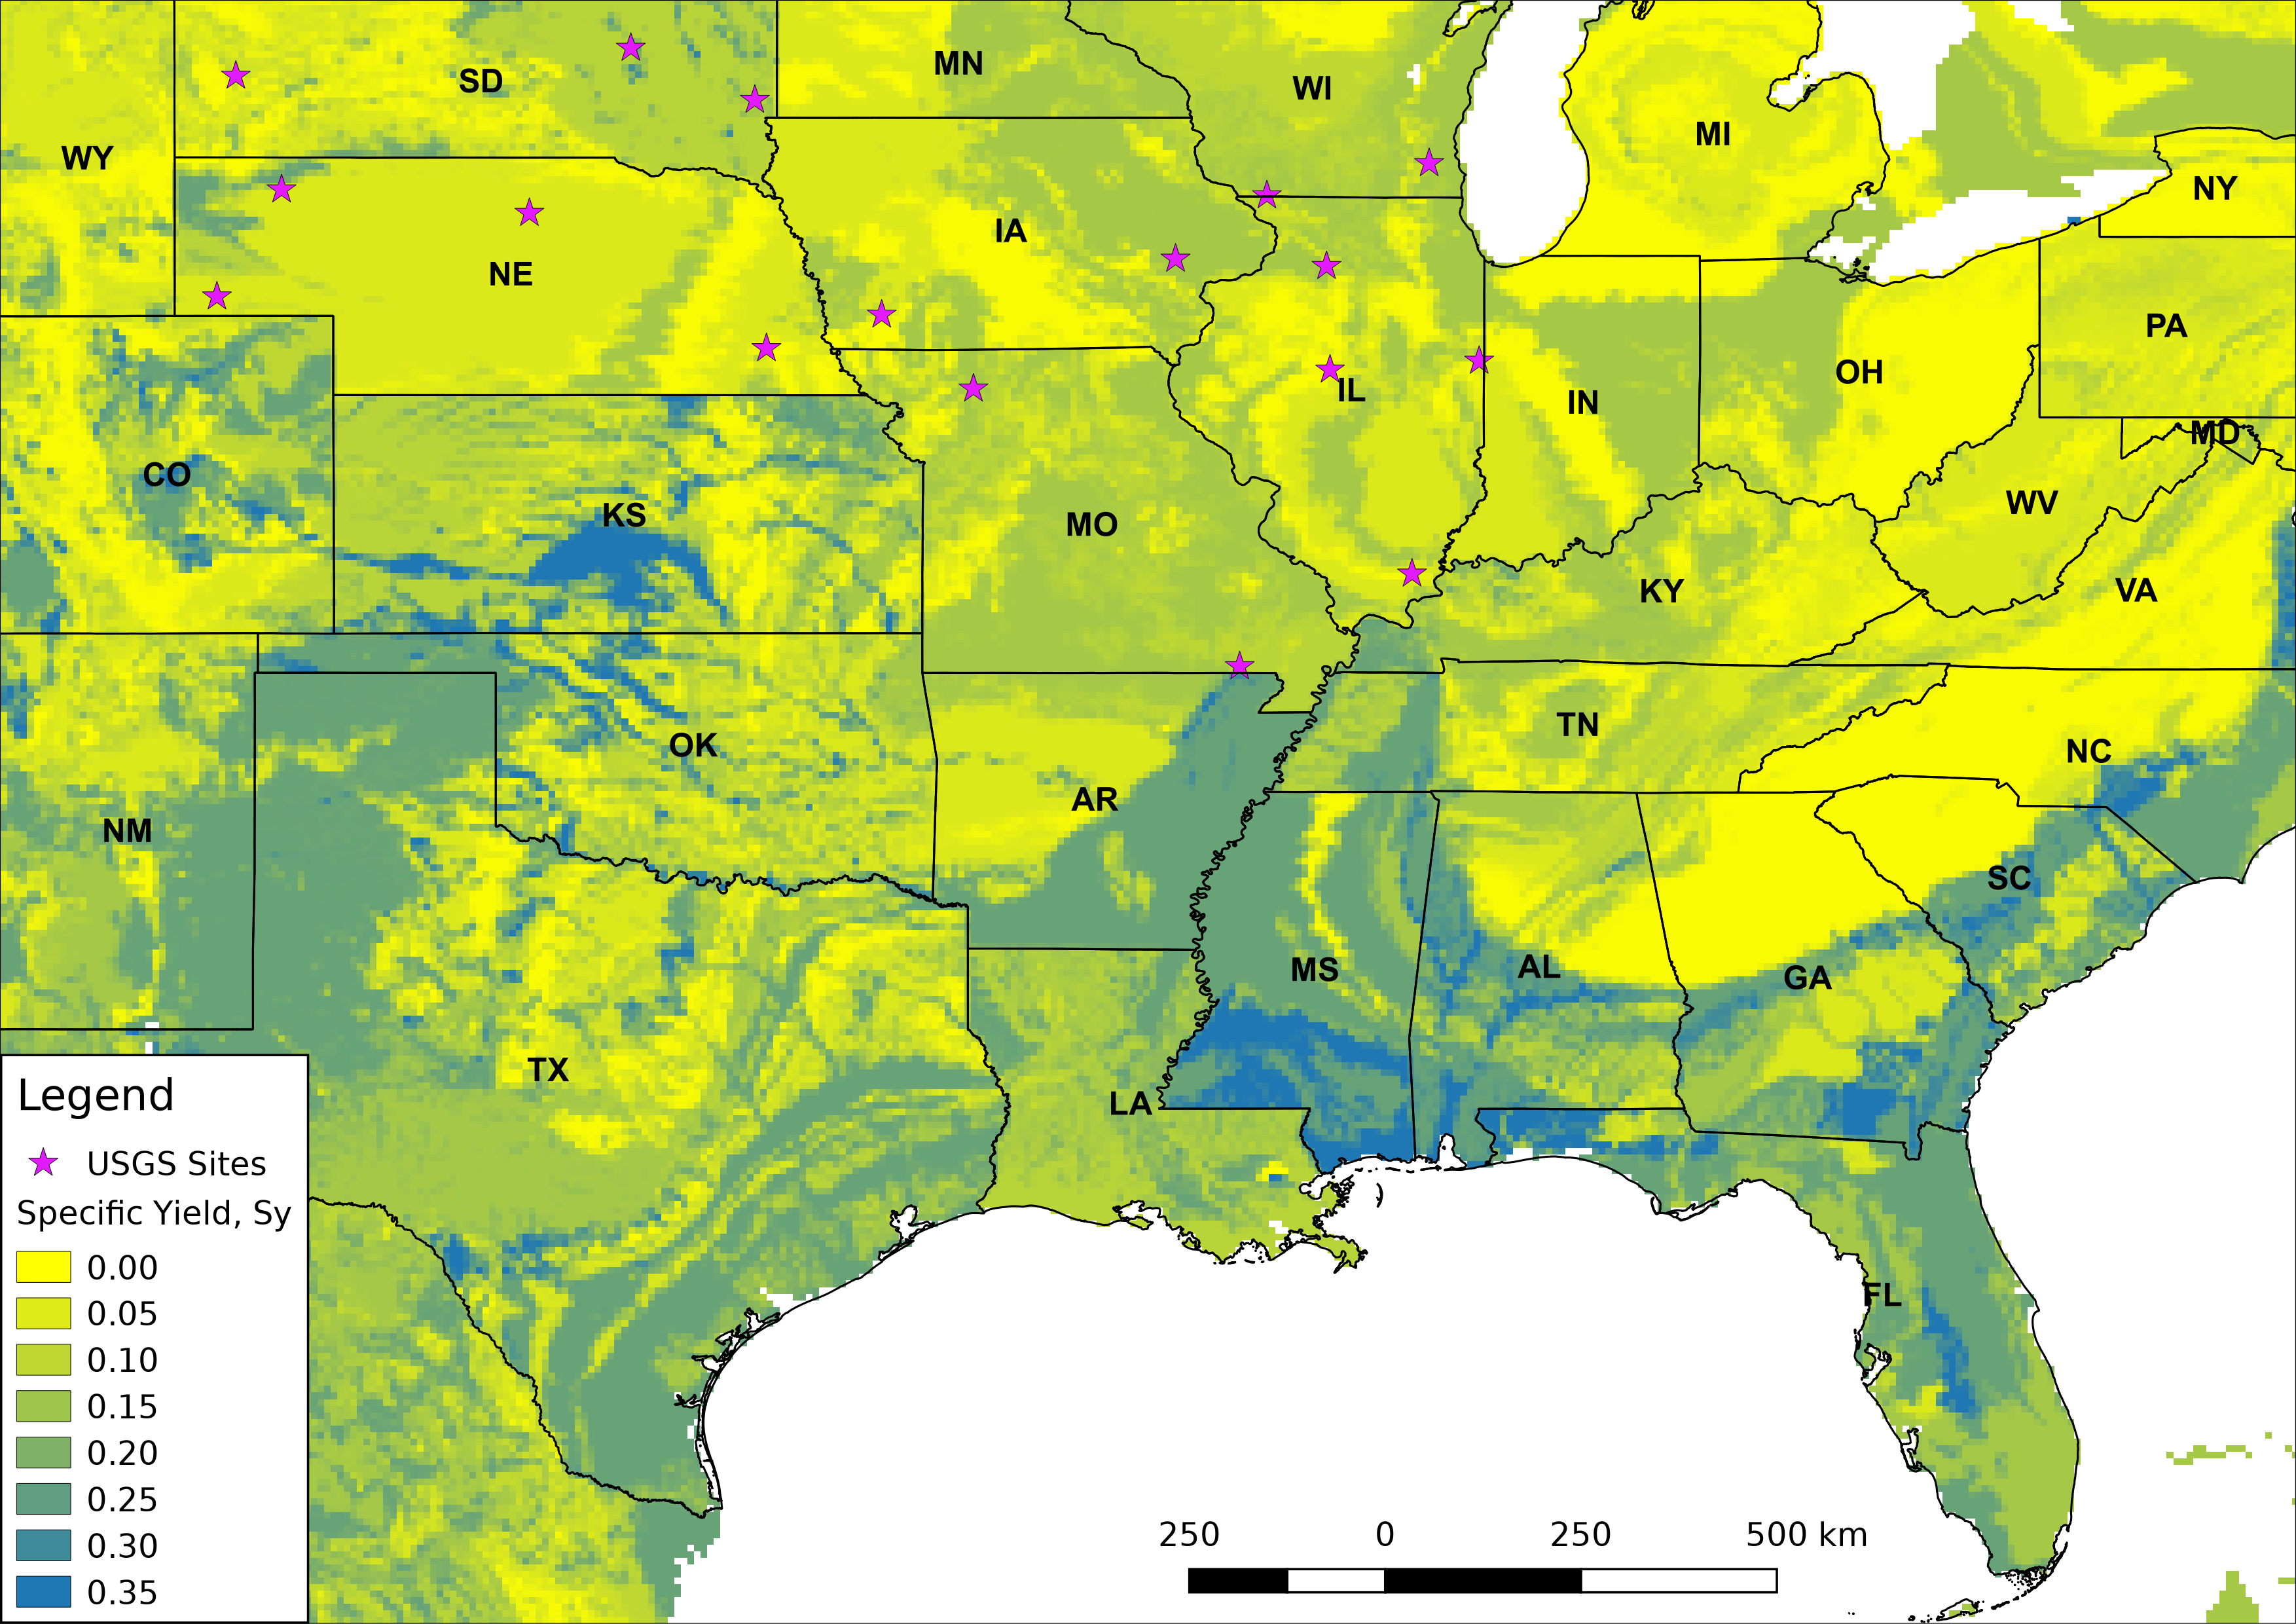 MN
WI
SD
MI
WY
NY
IA
NE
PA
OH
IL
IN
MD
CO
WV
KS
MO
KY
VA
TN
OK
NC
AR
NM
SC
MS
AL
GA
TX
LA
FL
Legend
USGS Sites
Specific Yield, Sy
0.00
0.05
0.10
0.15
0.20
0.25
0.30
0.35
250 0 250 500 km